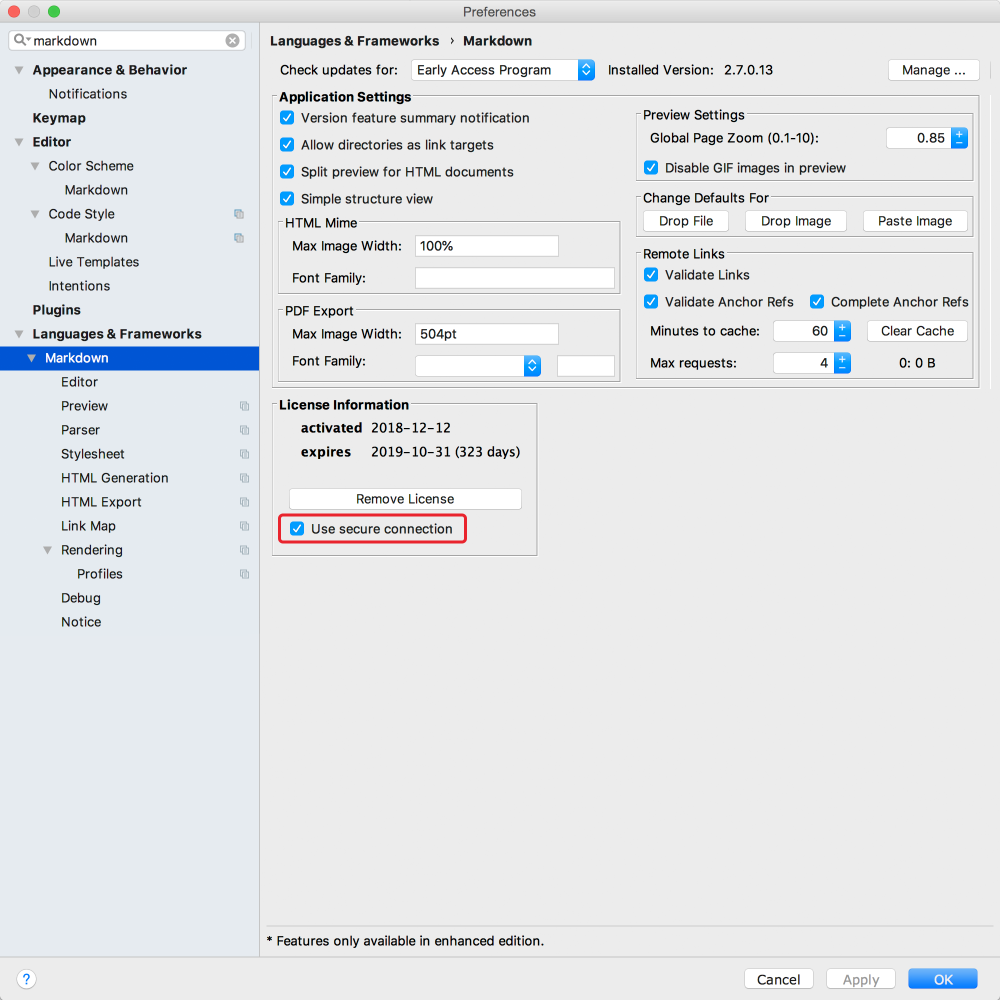 Preferences
markdown
Appearance & Behavior
Notifications
Keymap
Editor
Color Scheme
Markdown
Code Style
Markdown
Live Templates
Intentions
Plugins
Languages & Frameworks
Markdown
Editor
Preview
Parser
Stylesheet
HTML Generation
HTML Export
Link Map
Rendering
Profiles
Debug
Notice
Languages & Frameworks › Markdown
Check updates for: Early Access Program Installed Version: 2.7.0.13 Manage ...
Application Settings
Version feature summary notification
Allow directories as link targets
Split preview for HTML documents
Simple structure view
HTML Mime
Max Image Width: 100%
Font Family:
PDF Export
Max Image Width: 504pt
Font Family:
Preview Settings
Global Page Zoom (0.1-10): 0.85
Disable GIF images in preview
Change Defaults For
Drop File Drop Image Paste Image
Remote Links
Validate Links
Validate Anchor Refs Complete Anchor Refs
Minutes to cache: 60 Clear Cache
Max requests: 4 0: 0 B
License Information
activated 2018-12-12
expires 2019-10-31 (323 days)
Remove License
Use secure connection
* Features only available in enhanced edition.
? Cancel Apply OK